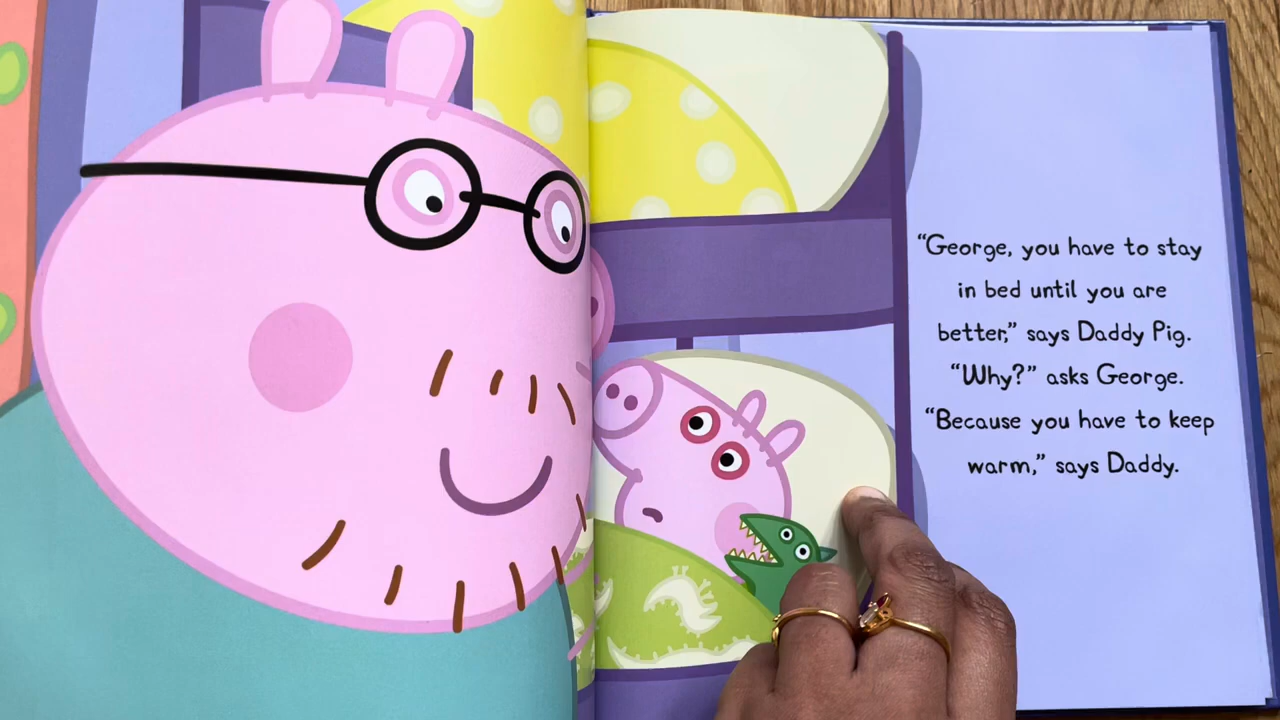 “George, you have to stay
in bed until you are
better,” says Daddy Pig.
“Why?” asks George.
“Because you have to keep
warm,” says Daddy.